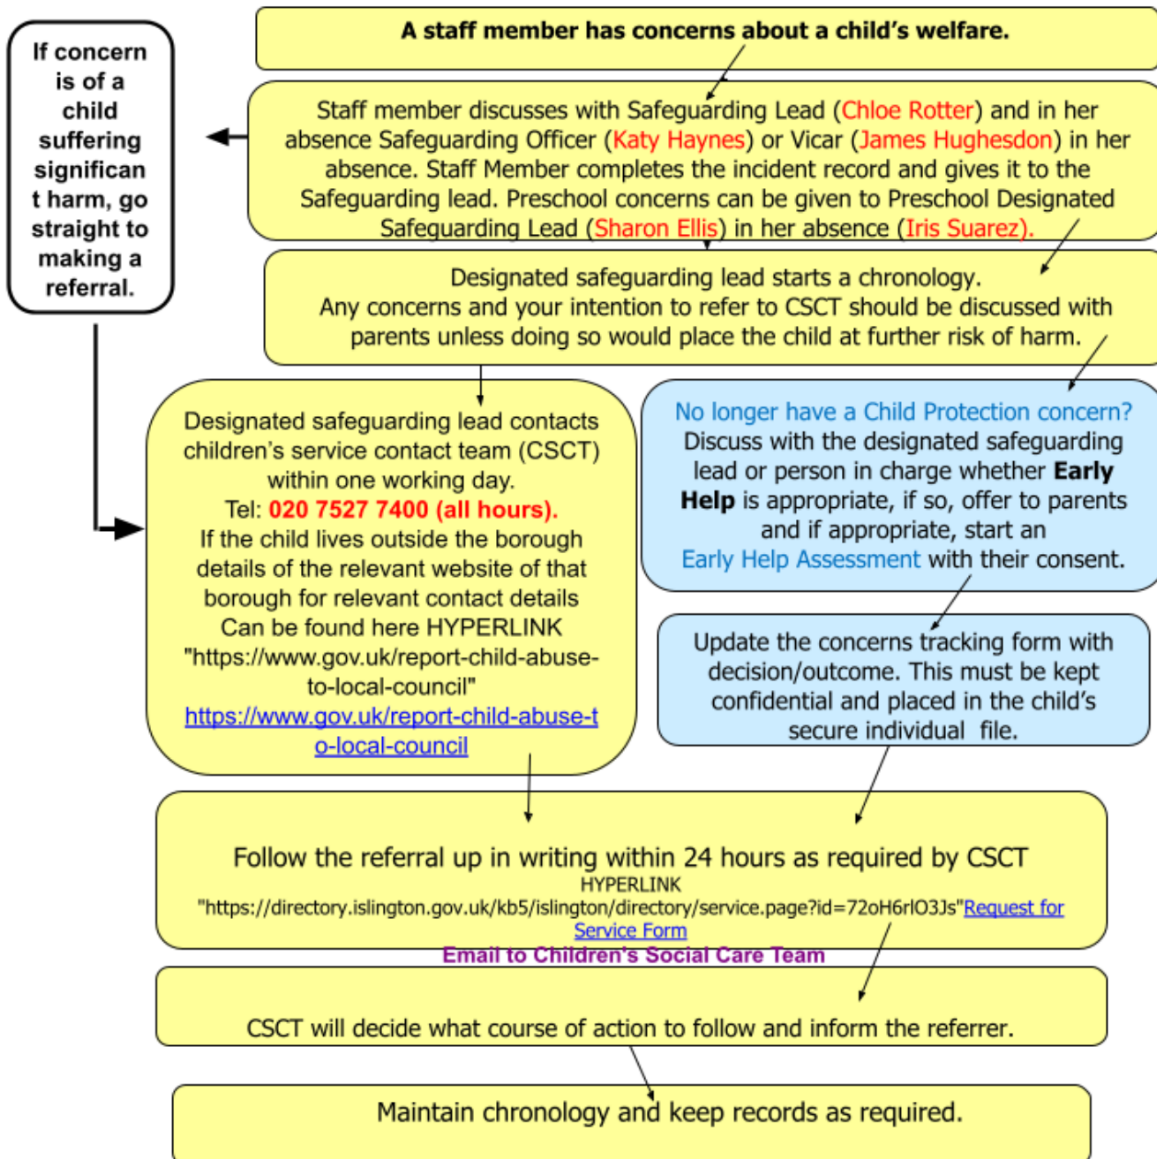 If concern
is of a
child
suffering
significan
t harm, go
straight to
making a
referral.
A staff member has concerns about a child's welfare.
Staff member discusses with Safeguarding Lead (Chloe Rotter) and in her
absence Safeguarding Officer (Katy Haynes) or Vicar (James Hughesdon) in her
absence. Staff Member completes the incident record and gives it to the
Safeguarding lead. Preschool concerns can be given to Preschool Designated
Safeguarding Lead (Sharon Ellis) in her absence (Iris Suarez).
Designated safeguarding lead starts a chronology.
Any concerns and your intention to refer to CSCT should be discussed with
parents unless doing so would place the child at further risk of harm.
Designated safeguarding lead contacts
children's service contact team (CSCT)
within one working day.
Tel: 020 7527 7400 (all hours).
If the child lives outside the borough
details of the relevant website of that
borough for relevant contact details
Can be found here HYPERLINK
"https://www.gov.uk/report-child-abuse-
to-local-council"
https://www.gov.uk/report-child-abuse-t
o-local-council
No longer have a Child Protection concern?
Discuss with the designated safeguarding
lead or person in charge whether Early
Help is appropriate, if so, offer to parents
and if appropriate, start an
Early Help Assessment with their consent.
Update the concerns tracking form with
decision/outcome. This must be kept
confidential and placed in the child's
secure individual  file.
Follow the referral up in writing within 24 hours as required by CSCT
HYPERLINK
"https://directory.islington.gov.uk/kb5/islington/directory/service.page?id=72oH6rlO3Js"Request for
Service Form
Email to Children's Social Care Team
CSCT will decide what course of action to follow and inform the referrer.
Maintain chronology and keep records as required.